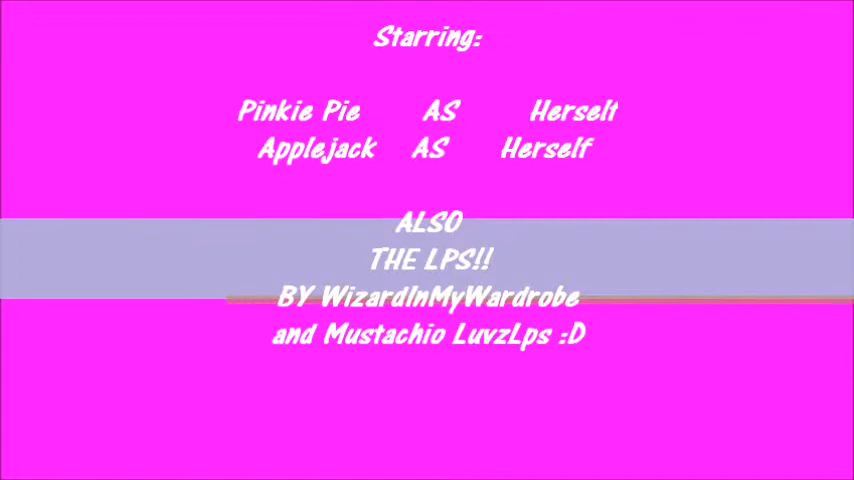 Starring:
Pinkie Pie AS Herself
Applejack AS Herself
ALSO
THE LPS!!
BY WizardInMyWardrobe
and Mustachio LuvzLps :D